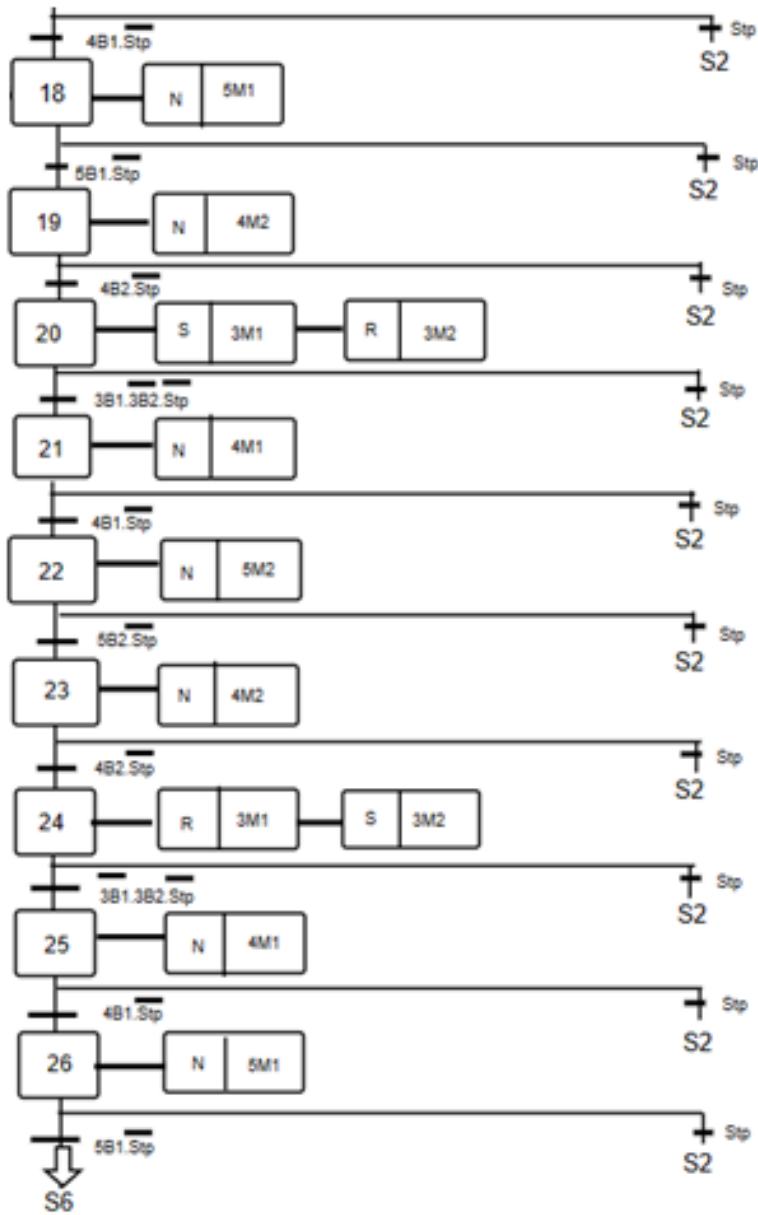 4B1.Stp Stp
S2
18 N 5M1
5B1.Stp Stp
S2
19 N 4M2
4B2.Stp Stp
S2
20 S 3M1 R 3M2
3B1.3B2.Stp Stp
S2
21 N 4M1
4B1.Stp Stp
S2
22 N 5M2
5B2.Stp Stp
S2
23 N 4M2
4B2.Stp Stp
S2
24 R 3M1 S 3M2
3B1.3B2.Stp Stp
S2
25 N 4M1
4B1.Stp Stp
S2
26 N 5M1
5B1.Stp Stp
S2
S6